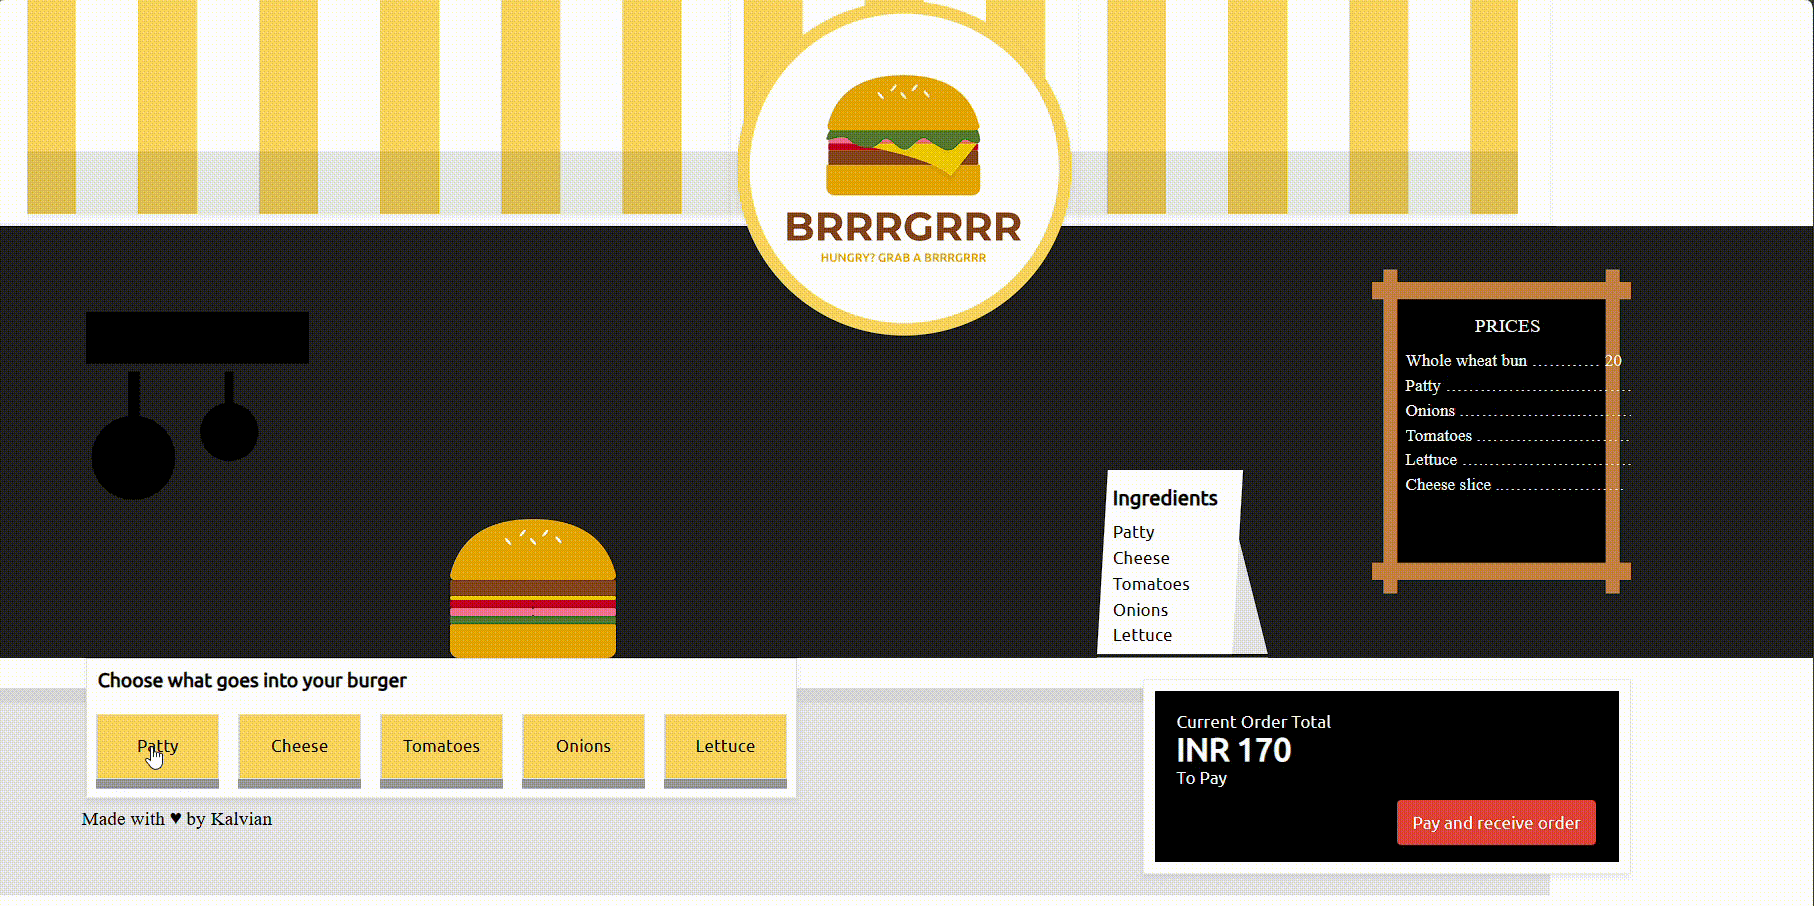 BRRRGRRR
HUNGRY? GRAB A BRRRGRRR
PRICES
Whole wheat bun ............ 20
Patty ................................
Onions ..............................
Tomatoes ...........................
Lettuce .............................
Cheese slice ......................
Ingredients
Patty
Cheese
Tomatoes
Onions
Lettuce
Choose what goes into your burger
Patty
Cheese
Tomatoes
Onions
Lettuce
Made with ♥ by Kalvian
Current Order Total
INR 170
To Pay
Pay and receive order